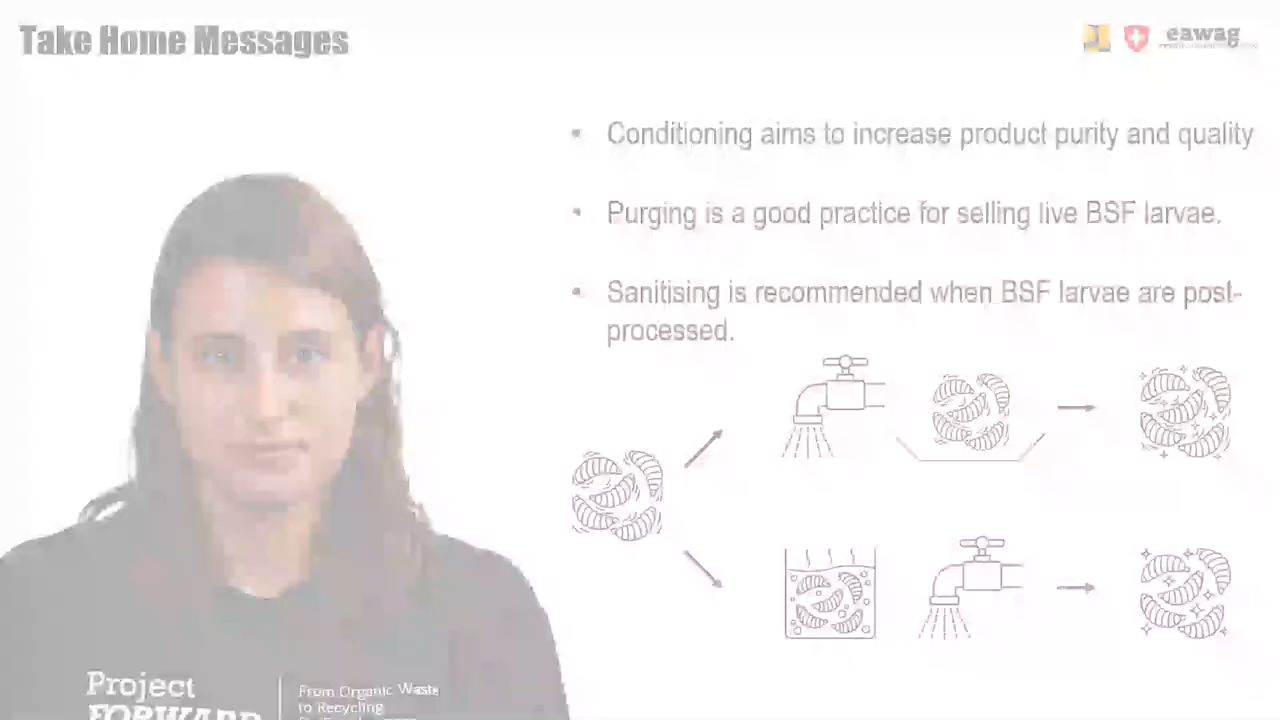 Take Home Messages
eawag
• Conditioning aims to increase product purity and quality
• Purging is a good practice for selling live BSF larvae.
• Sanitising is recommended when BSF larvae are post-
processed.
Project
FORWARD
From Organic Waste
to Recycling